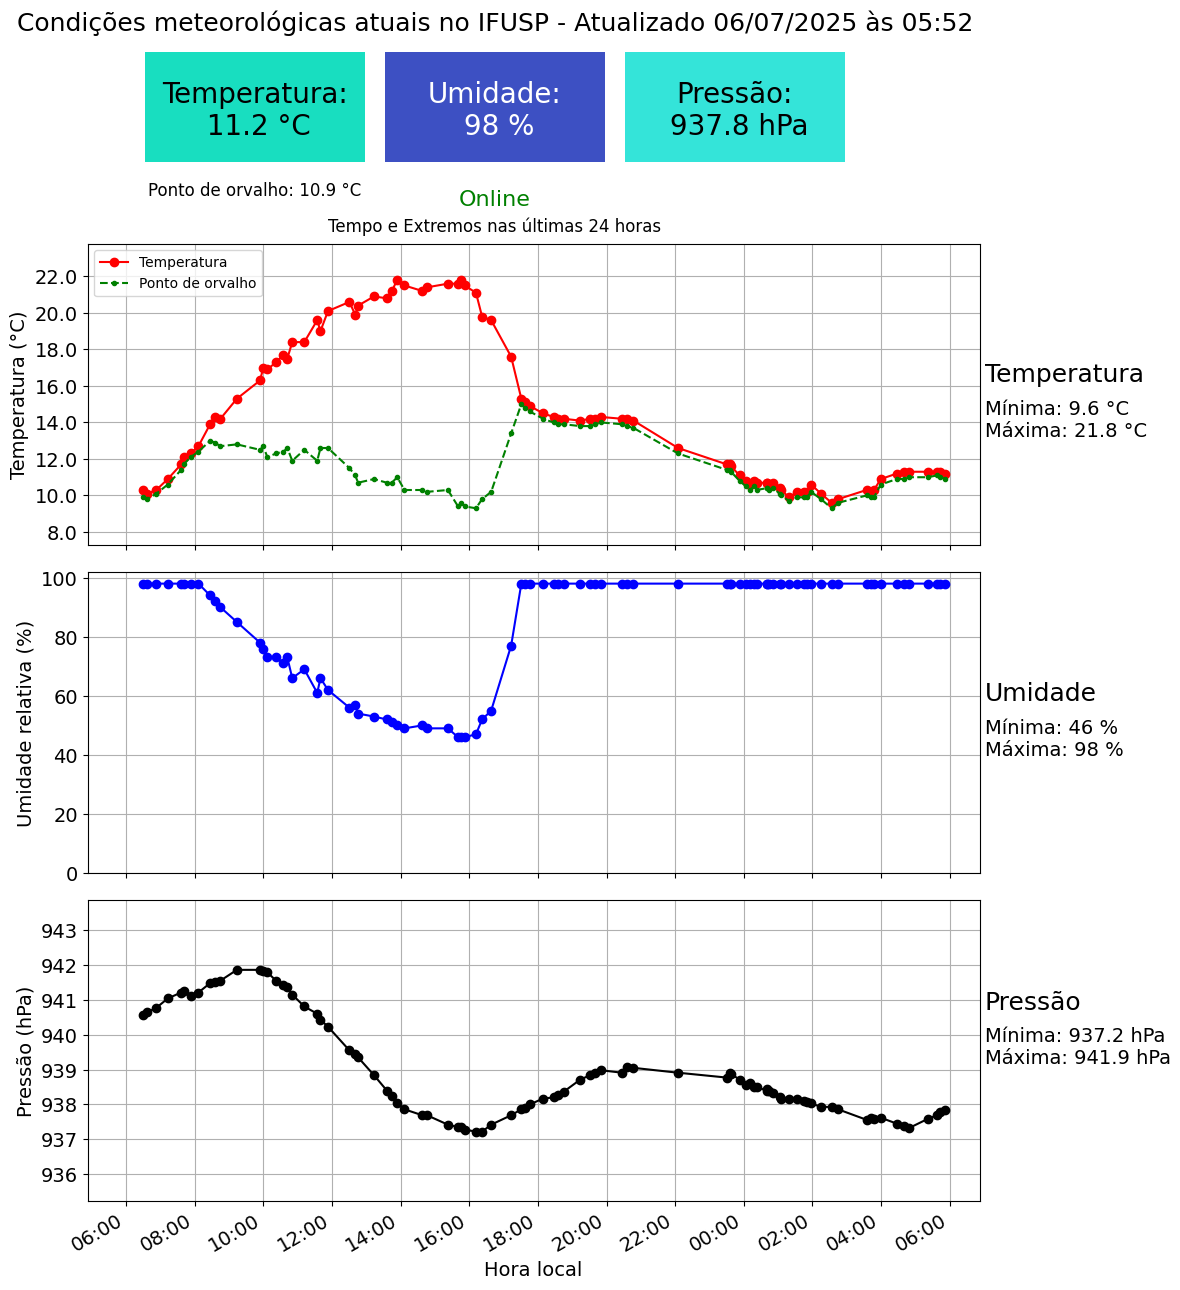 Condições meteorológicas atuais no IFUSP - Atualizado 06/07/2025 às 05:52
Temperatura:
11.2 °C
Umidade:
98 %
Pressão:
937.8 hPa
Ponto de orvalho: 10.9 °C
Online
Tempo e Extremos nas últimas 24 horas
Temperatura
Ponto de orvalho
Temperatura (°C)
22.0
20.0
18.0
16.0
14.0
12.0
10.0
8.0
Temperatura
Mínima: 9.6 °C
Máxima: 21.8 °C
Umidade relativa (%)
100
80
60
40
20
0
Umidade
Mínima: 46 %
Máxima: 98 %
Pressão (hPa)
943
942
941
940
939
938
937
936
Pressão
Mínima: 937.2 hPa
Máxima: 941.9 hPa
06:00 08:00 10:00 12:00 14:00 16:00 18:00 20:00 22:00 00:00 02:00 04:00 06:00
Hora local